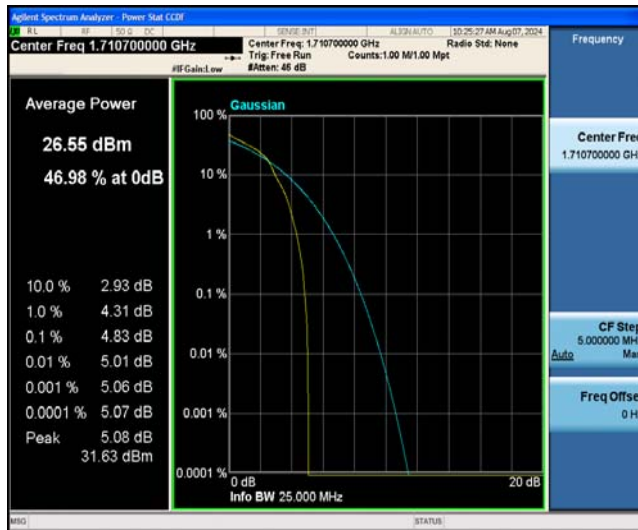 Agilent Spectrum Analyzer - Power Stat CCDF
RL RF 50 Ω DC SENSE:INT ALIGN AUTO 10:25:27 AM Aug 07, 2024
Center Freq 1.710700000 GHz
Center Freq: 1.710700000 GHz Radio Std: None
Trig: Free Run Counts:1.00 M/1.00 Mpt
#IFGain:Low #Atten: 46 dB
Frequency
Average Power
26.55 dBm
46.98 % at 0dB
10.0 % 2.93 dB
1.0 % 4.31 dB
0.1 % 4.83 dB
0.01 % 5.01 dB
0.001 % 5.06 dB
0.0001 % 5.07 dB
Peak 5.08 dB
31.63 dBm
Gaussian
100 %
10 %
1 %
0.1 %
0.01 %
0.001 %
0.0001 %
0 dB 20 dB
Info BW 25.000 MHz
Center Fre
1.710700000 GH
CF Step
5.000000 MH
Auto Ma
Freq Offse
0 H
MSG STATUS